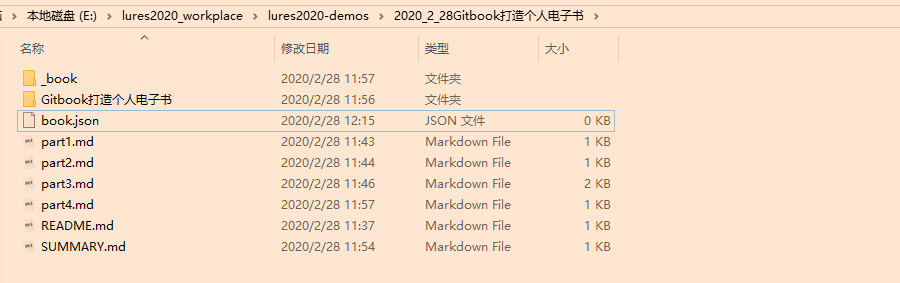 本地磁盘 (E:) › lures2020_workplace › lures2020-demos › 2020_2_28Gitbook打造个人电子书 ›
名称 修改日期 类型 大小
_book 2020/2/28 11:57 文件夹
Gitbook打造个人电子书 2020/2/28 11:56 文件夹
book.json 2020/2/28 12:15 JSON 文件 0 KB
part1.md 2020/2/28 11:43 Markdown File 1 KB
part2.md 2020/2/28 11:44 Markdown File 1 KB
part3.md 2020/2/28 11:46 Markdown File 2 KB
part4.md 2020/2/28 11:57 Markdown File 1 KB
README.md 2020/2/28 11:37 Markdown File 1 KB
SUMMARY.md 2020/2/28 11:54 Markdown File 1 KB